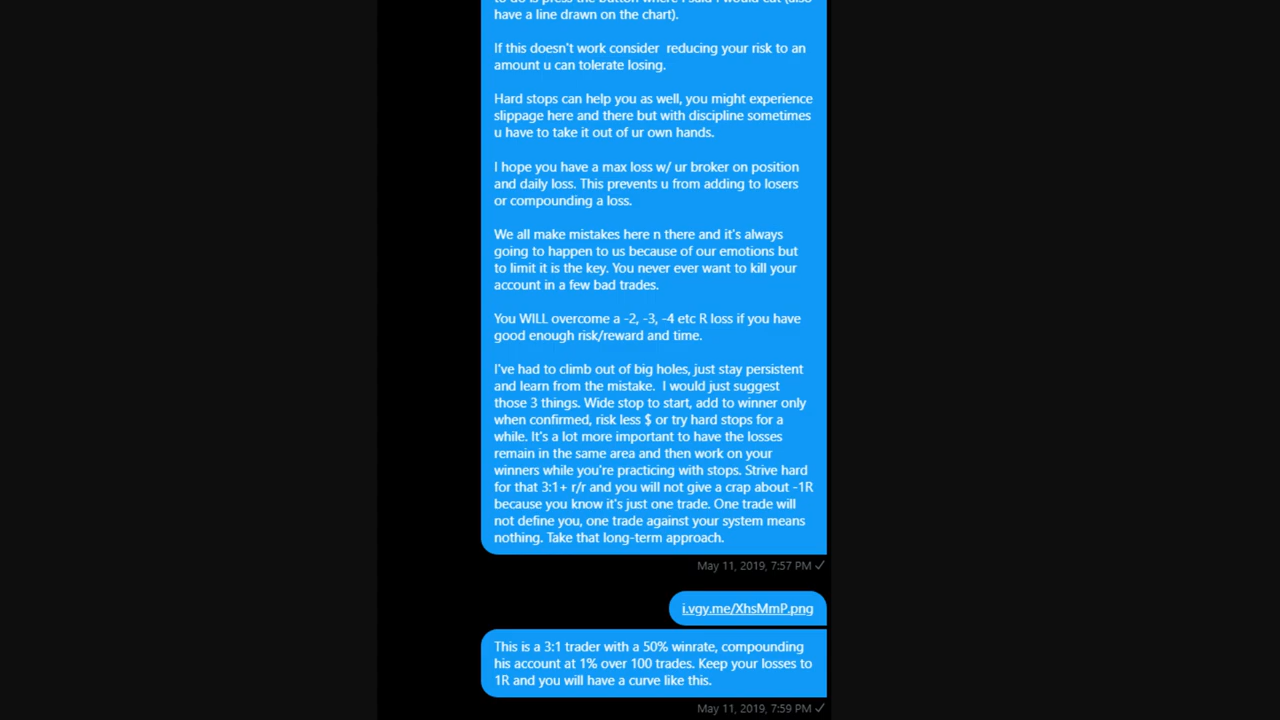 to do is press the button where I said I would cut (also
have a line drawn on the chart).
If this doesn't work consider  reducing your risk to an
amount u can tolerate losing.
Hard stops can help you as well, you might experience
slippage here and there but with discipline sometimes
u have to take it out of ur own hands.
I hope you have a max loss w/ ur broker on position
and daily loss. This prevents u from adding to losers
or compounding a loss.
We all make mistakes here n there and it's always
going to happen to us because of our emotions but
to limit it is the key. You never ever want to kill your
account in a few bad trades.
You WILL overcome a -2, -3, -4 etc R loss if you have
good enough risk/reward and time.
I've had to climb out of big holes, just stay persistent
and learn from the mistake.  I would just suggest
those 3 things. Wide stop to start, add to winner only
when confirmed, risk less $ or try hard stops for a
while. It's a lot more important to have the losses
remain in the same area and then work on your
winners while you're practicing with stops. Strive hard
for that 3:1+ r/r and you will not give a crap about -1R
because you know it's just one trade. One trade will
not define you, one trade against your system means
nothing. Take that long-term approach.
May 11, 2019, 7:57 PM ✓
i.vgy.me/XhsMmP.png
This is a 3:1 trader with a 50% winrate, compounding
his account at 1% over 100 trades. Keep your losses to
1R and you will have a curve like this.
May 11, 2019, 7:59 PM ✓